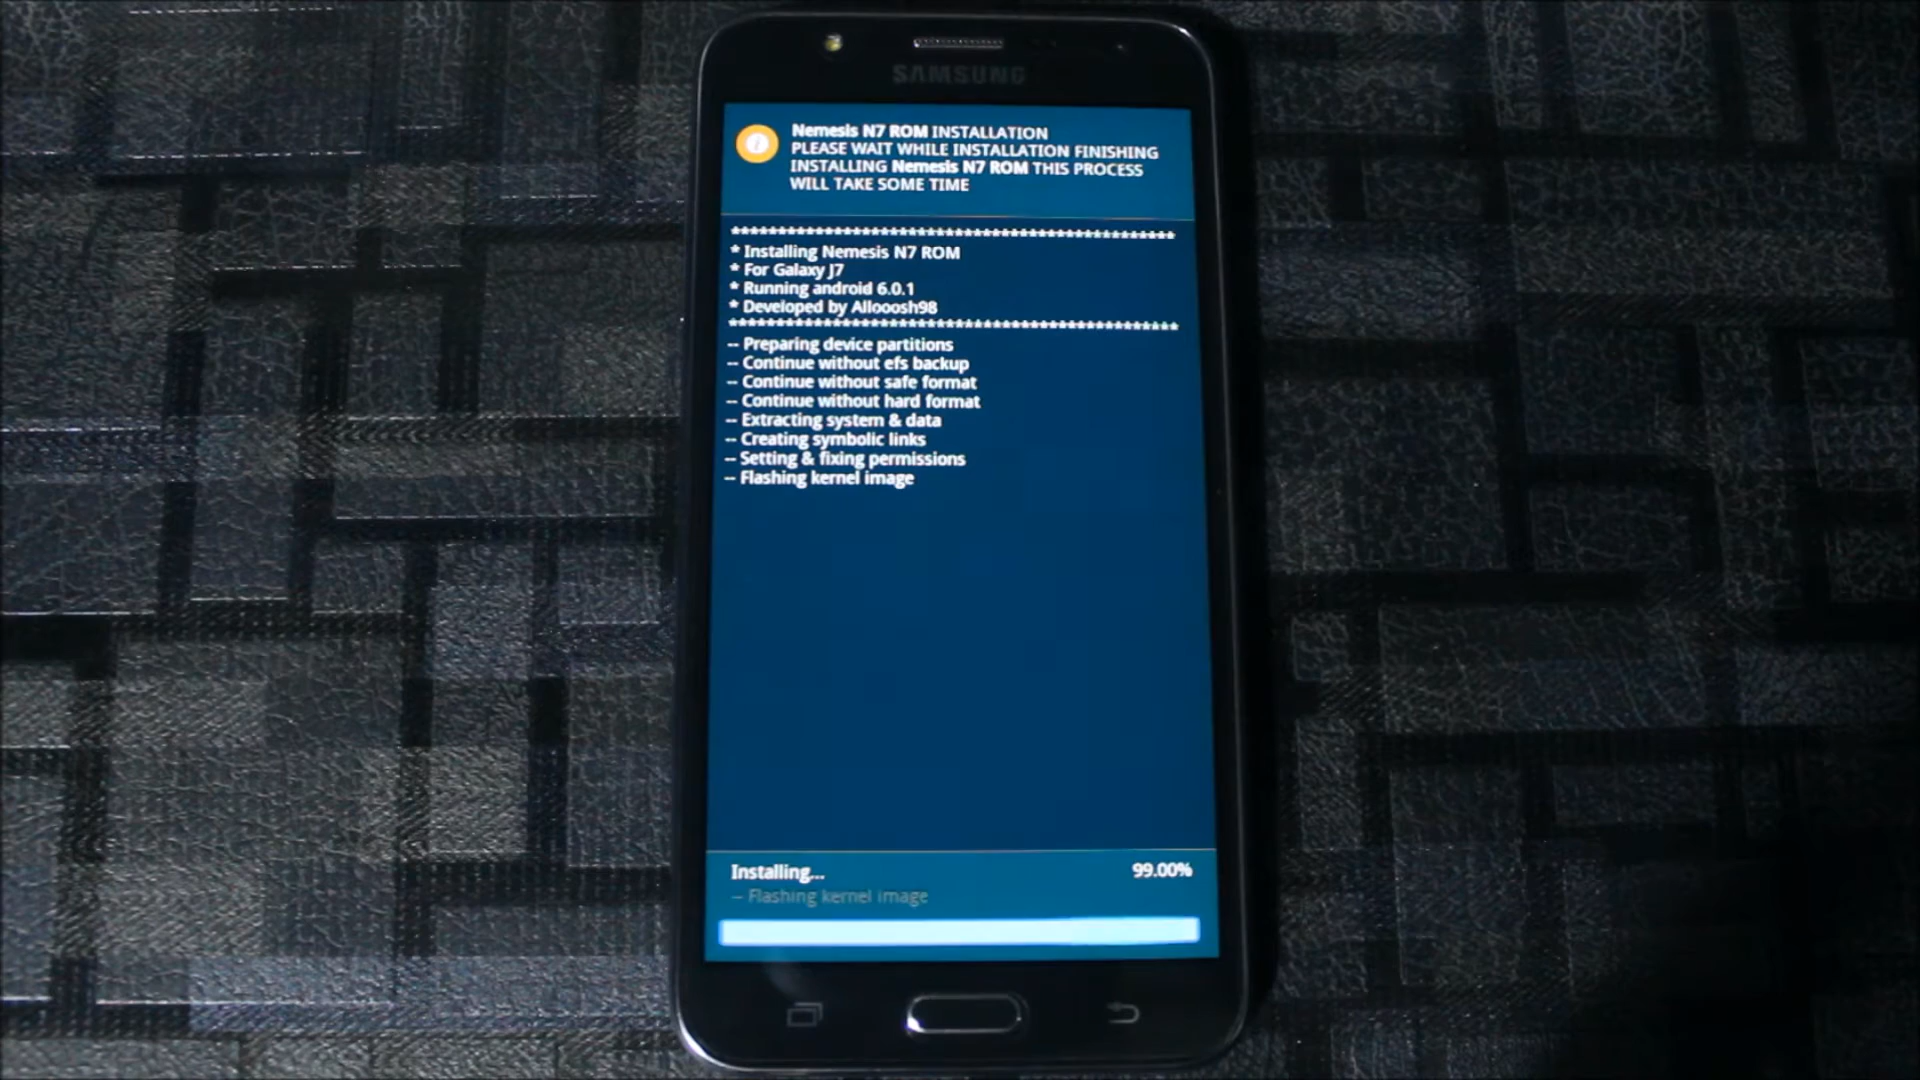 SAMSUNG
Nemesis N7 ROM INSTALLATION
PLEASE WAIT WHILE INSTALLATION FINISHING
INSTALLING Nemesis N7 ROM THIS PROCESS
WILL TAKE SOME TIME
************************************************
* Installing Nemesis N7 ROM
* For Galaxy J7
* Running android 6.0.1
* Developed by Allooosh98
************************************************
-- Preparing device partitions
-- Continue without efs backup
-- Continue without safe format
-- Continue without hard format
-- Extracting system & data
-- Creating symbolic links
-- Setting & fixing permissions
-- Flashing kernel image
Installing... 99.00%
-- Flashing kernel image